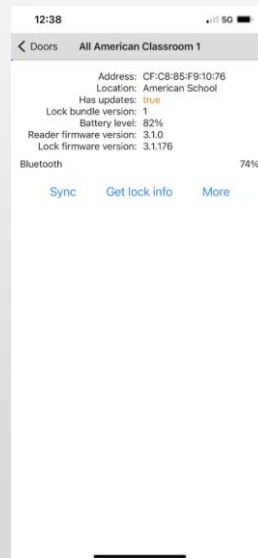 12:38
5G
Doors All American Classroom 1
Address: CF:C8:85:F9:10:76
Location: American School
Has updates: true
Lock bundle version: 1
Battery level: 82%
Reader firmware version: 3.1.0
Lock firmware version: 3.1.176
Bluetooth 74%
Sync Get lock info More